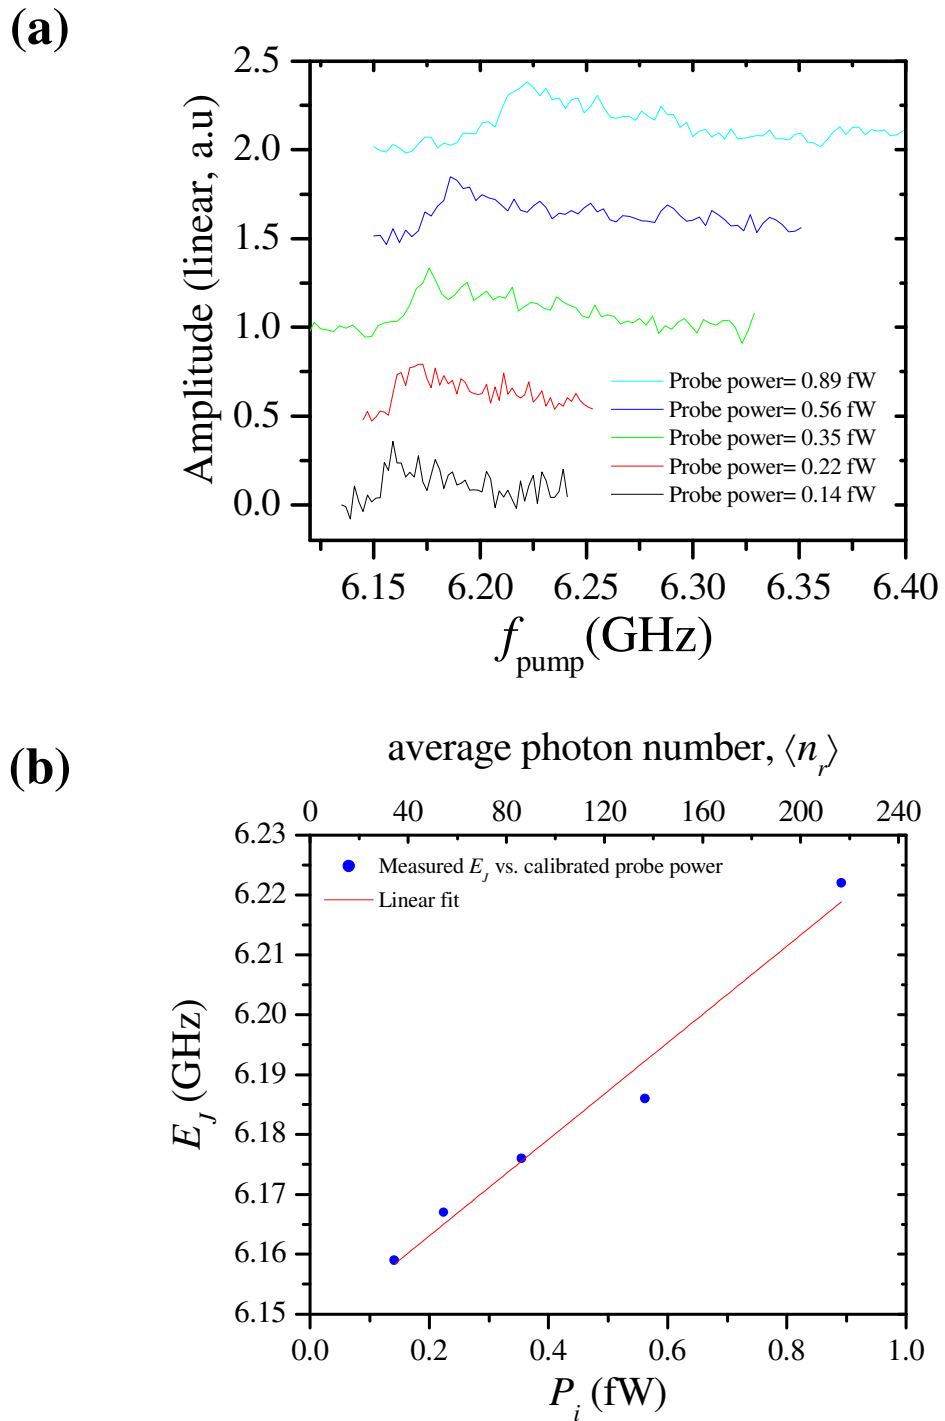 (a)
Amplitude (linear, a.u)
2.5
2.0
1.5
1.0
0.5
0.0
Probe power= 0.89 fW
Probe power= 0.56 fW
Probe power= 0.35 fW
Probe power= 0.22 fW
Probe power= 0.14 fW
6.15 6.20 6.25 6.30 6.35 6.40
f_pump (GHz)
(b)
average photon number, ⟨n_r⟩
0 40 80 120 160 200 240
E_J (GHz)
6.23
6.22
6.21
6.20
6.19
6.18
6.17
6.16
6.15
Measured E_J vs. calibrated probe power
Linear fit
0.0 0.2 0.4 0.6 0.8 1.0
P_i (fW)